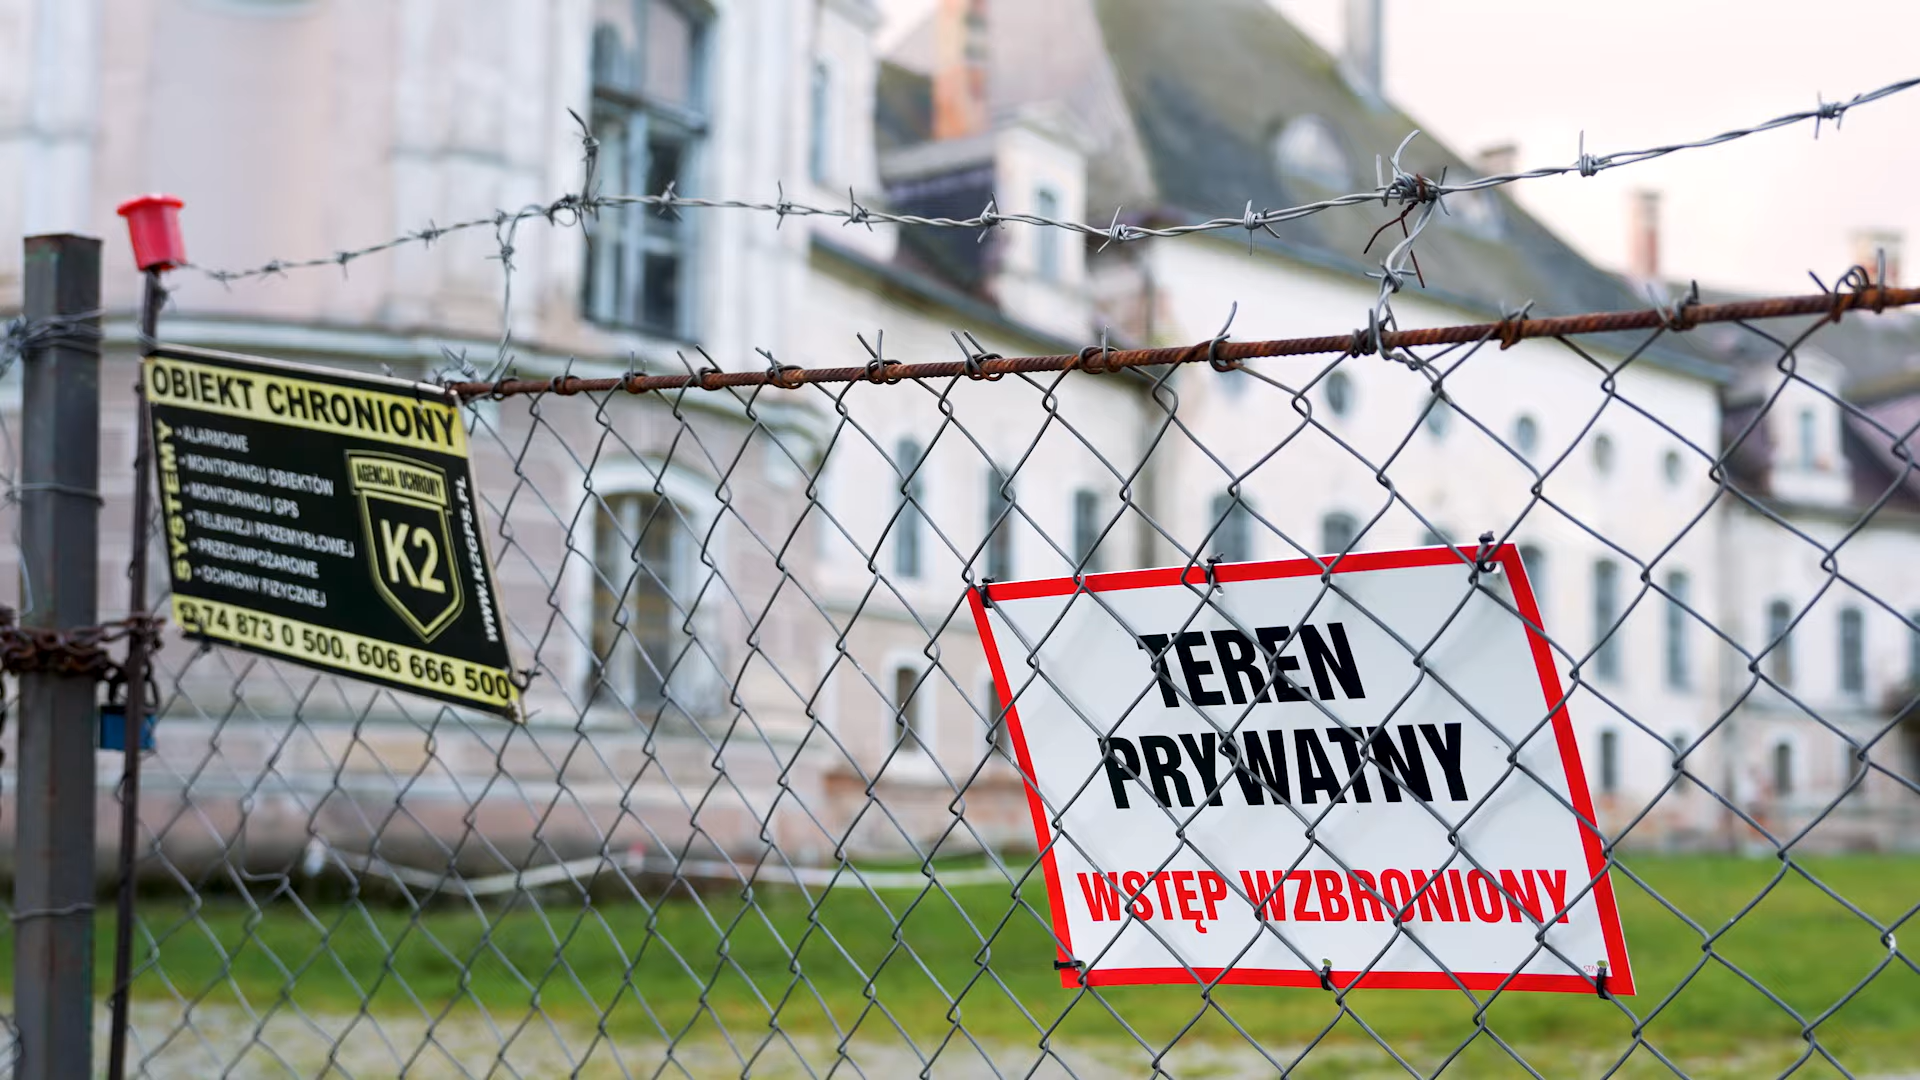 OBIEKT CHRONIONY
SYSTEMY
- ALARMOWE
- MONITORINGU OBIEKTÓW
- MONITORINGU GPS
- TELEWIZJI PRZEMYSŁOWEJ
- PRZECIWPOŻAROWE
- OCHRONY FIZYCZNEJ
AGENCJA OCHRONY
K2
WWW.K2GPS.PL
74 873 0 500, 606 666 500
TEREN
PRYWATNY
WSTĘP WZBRONIONY